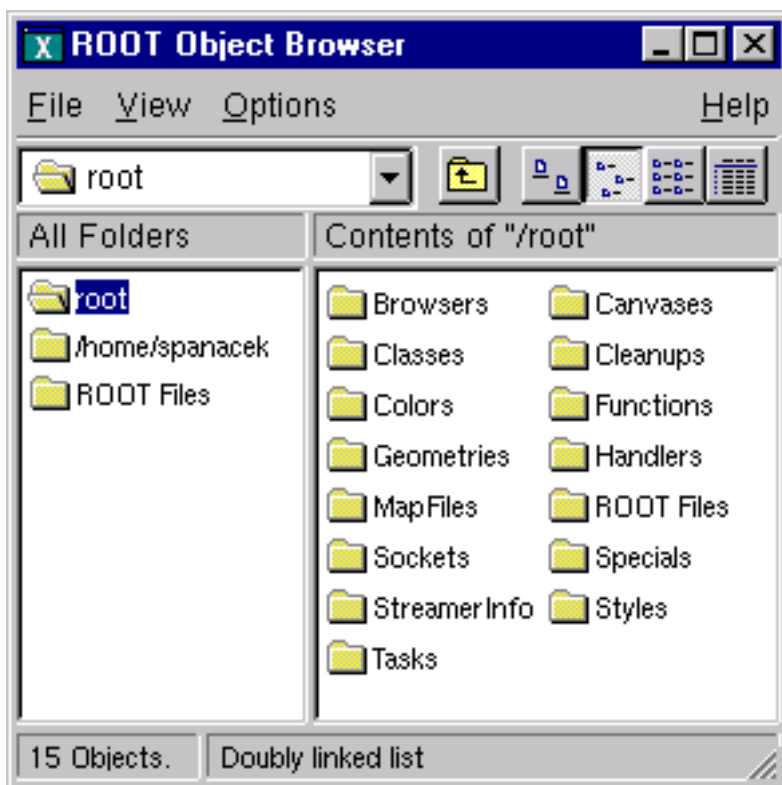 X ROOT Object Browser
File View Options Help
root
All Folders
Contents of "/root"
root
/home/spanacek
ROOT Files
Browsers Canvases
Classes Cleanups
Colors Functions
Geometries Handlers
MapFiles ROOT Files
Sockets Specials
StreamerInfo Styles
Tasks
15 Objects. Doubly linked list